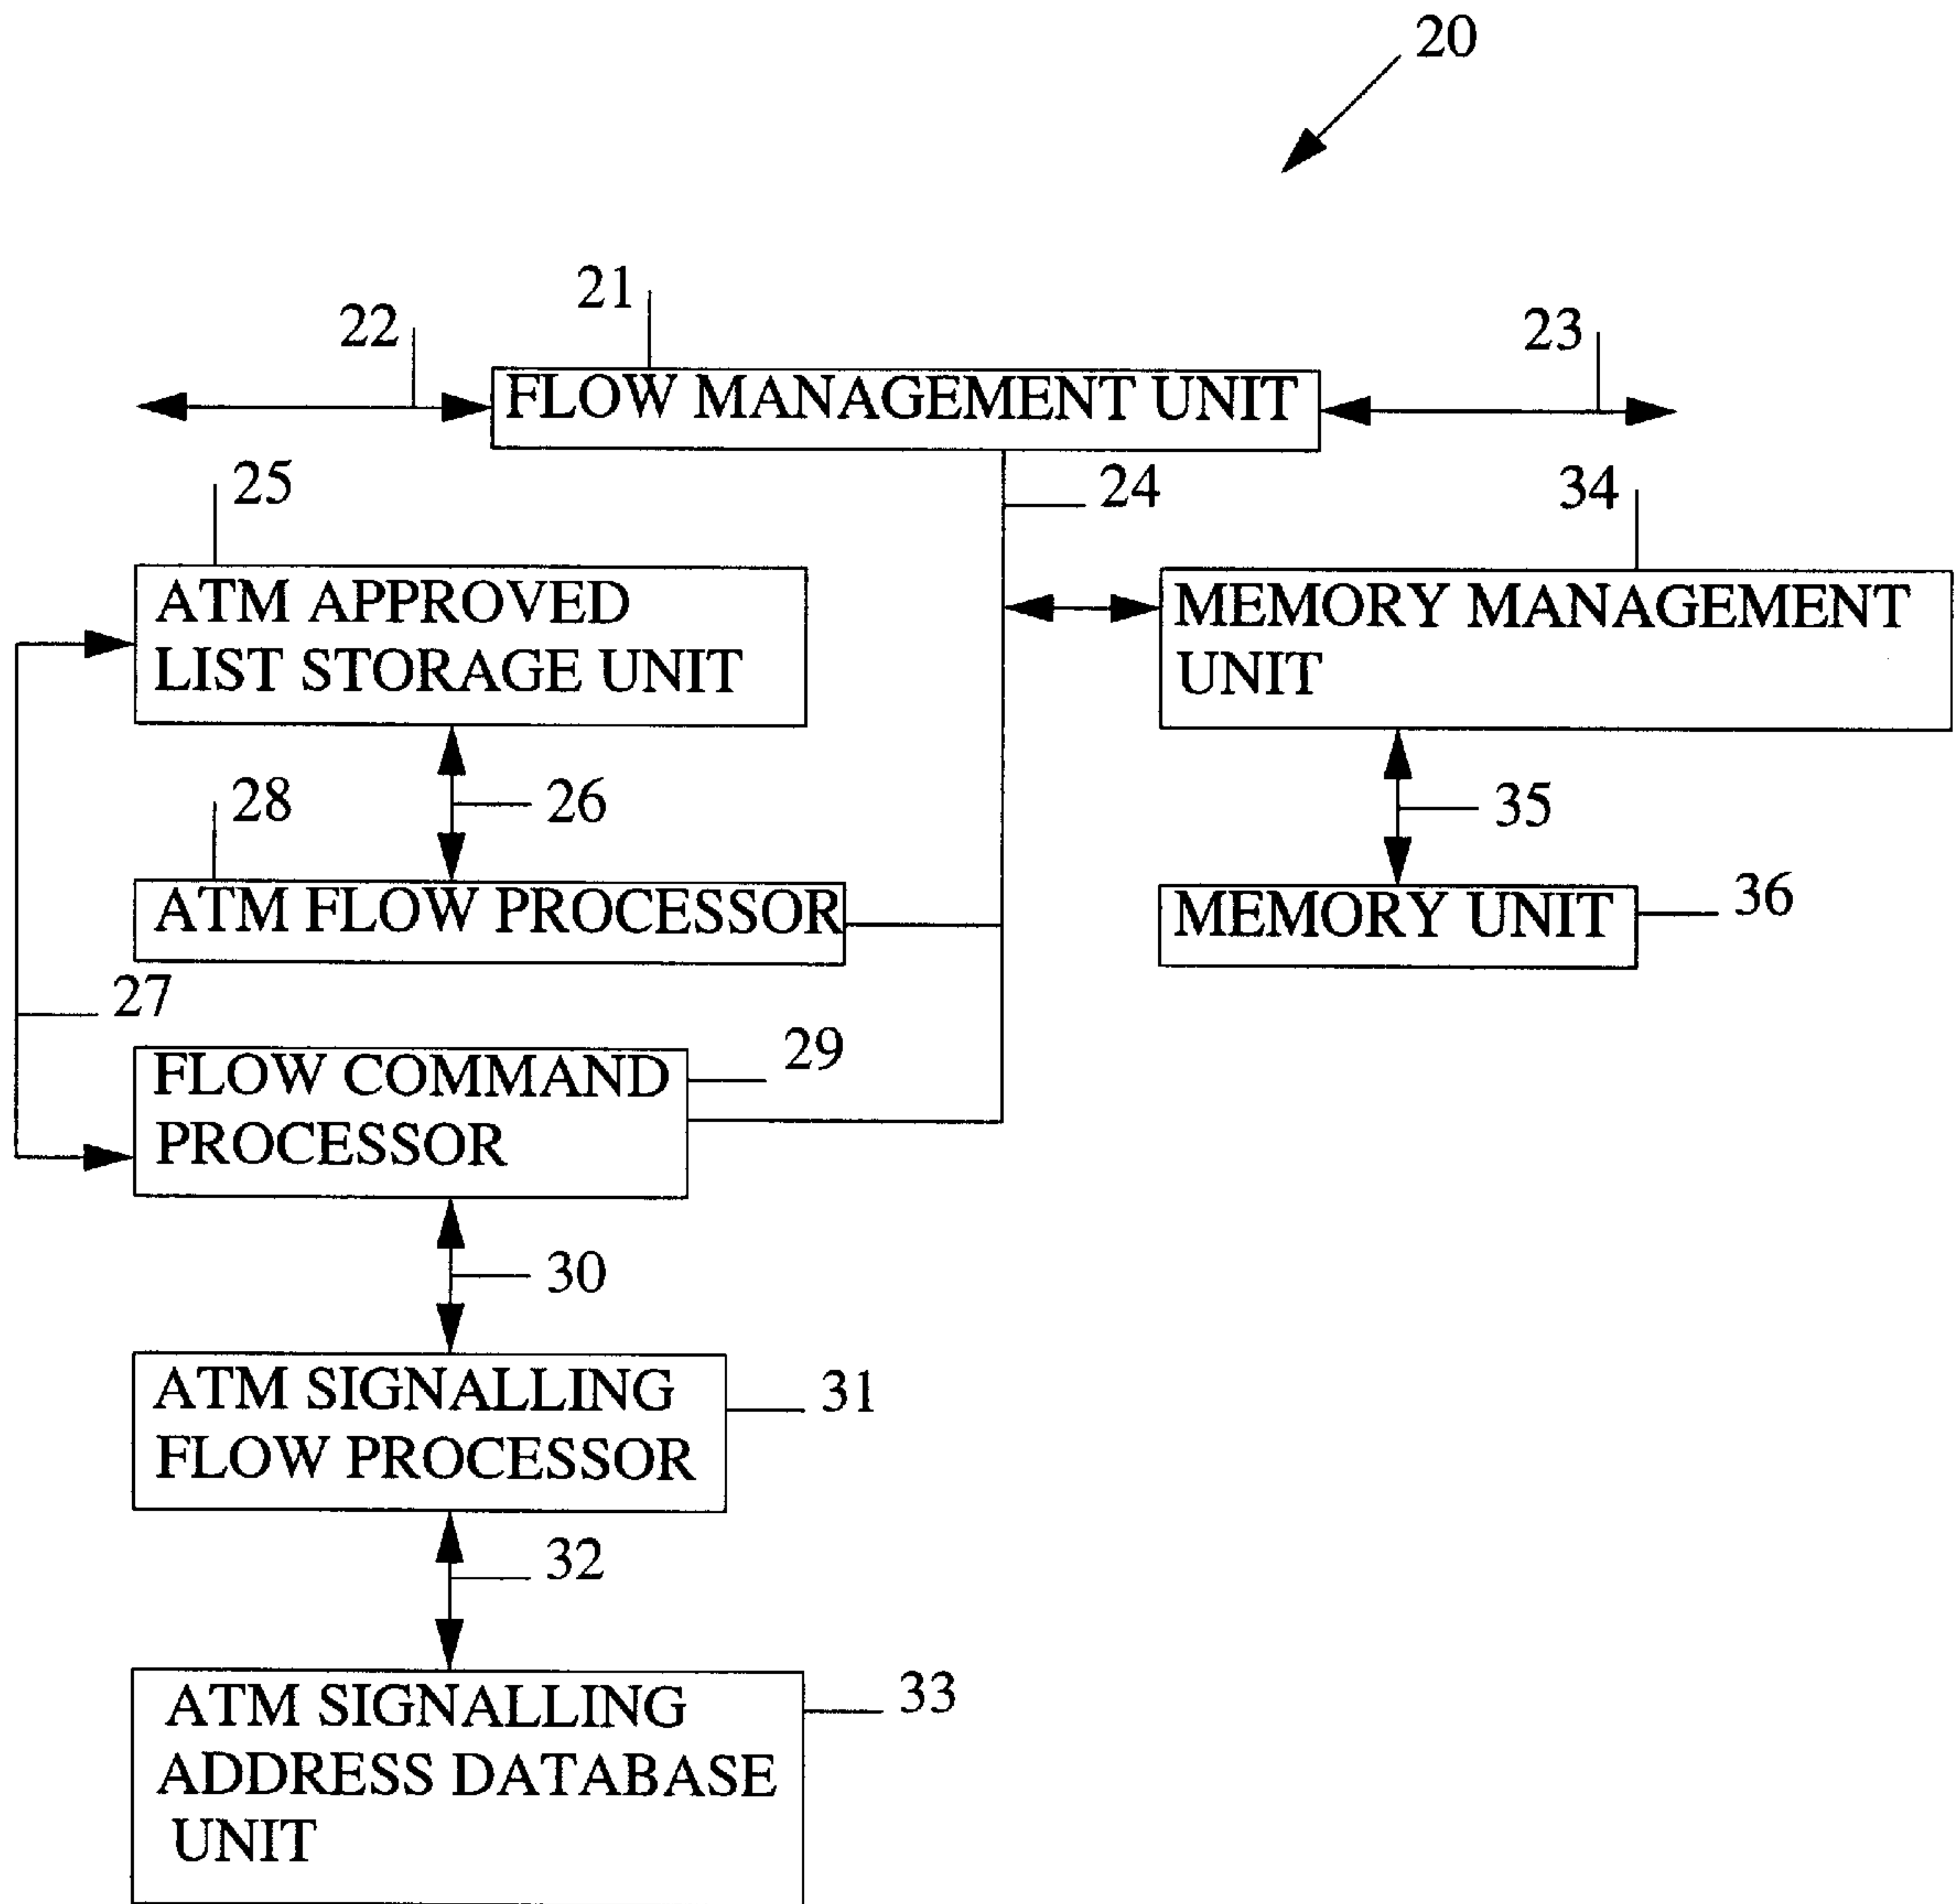 20
21
22
23
FLOW MANAGEMENT UNIT
25
24
34
ATM APPROVED
LIST STORAGE UNIT
MEMORY MANAGEMENT
UNIT
28
26
35
ATM FLOW PROCESSOR
MEMORY UNIT
36
27
29
FLOW COMMAND
PROCESSOR
30
ATM SIGNALLING
FLOW PROCESSOR
31
32
33
ATM SIGNALLING
ADDRESS DATABASE
UNIT